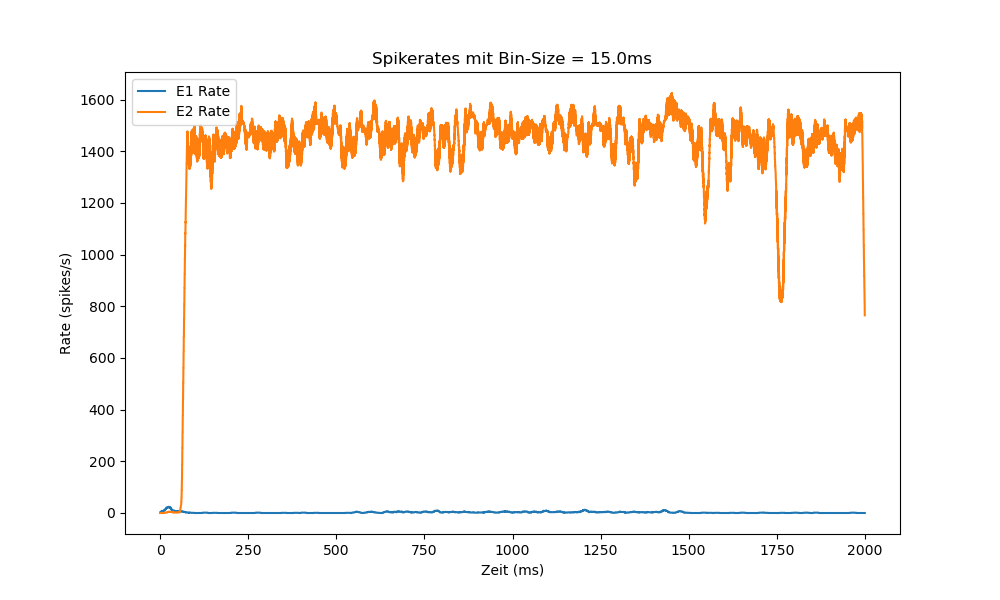 Spikerates mit Bin-Size = 15.0ms
E1 Rate
E2 Rate
1600
1400
1200
1000
800
600
400
200
0
Rate (spikes/s)
0 250 500 750 1000 1250 1500 1750 2000
Zeit (ms)